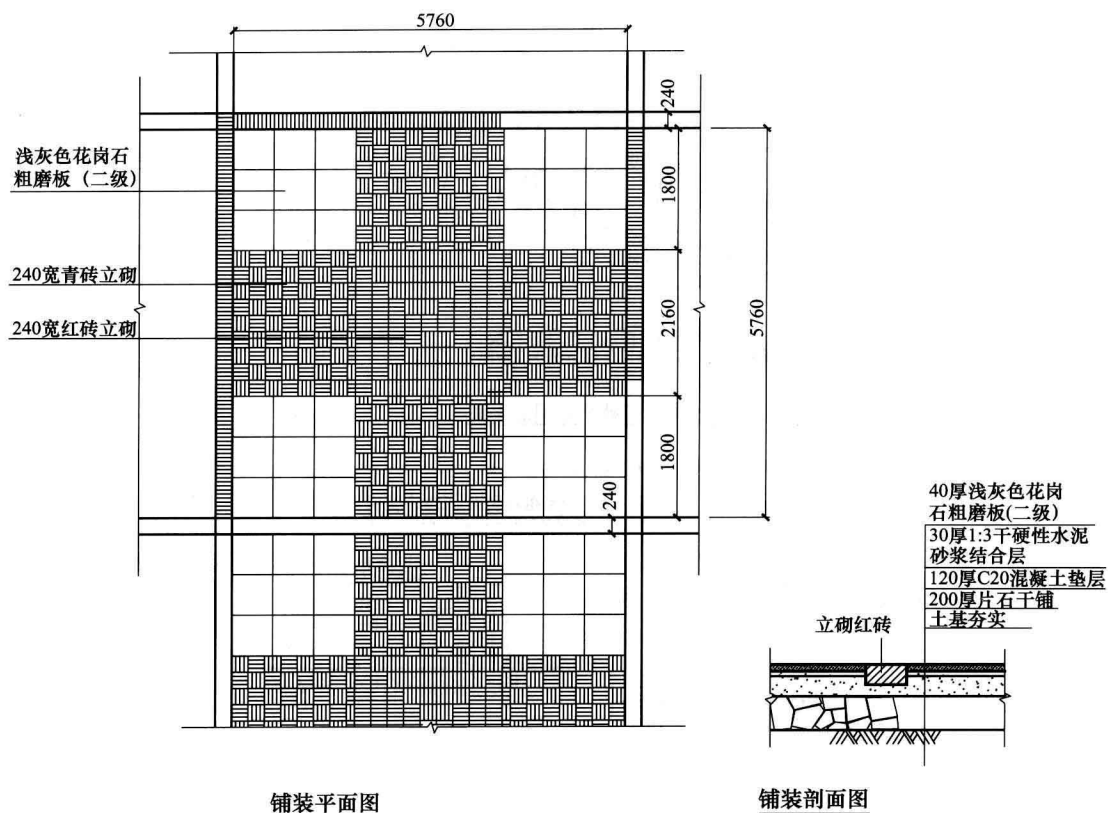 5760
240
浅灰色花岗石
粗磨板（二级）
1800
240宽青砖立砌
2160
5760
240宽红砖立砌
1800
240
40厚浅灰色花岗
石粗磨板(二级）
30厚1:3干硬性水泥
砂浆结合层
120厚C20混凝土垫层
200厚片石干铺
土基夯实
立砌红砖
铺装平面图
铺装剖面图